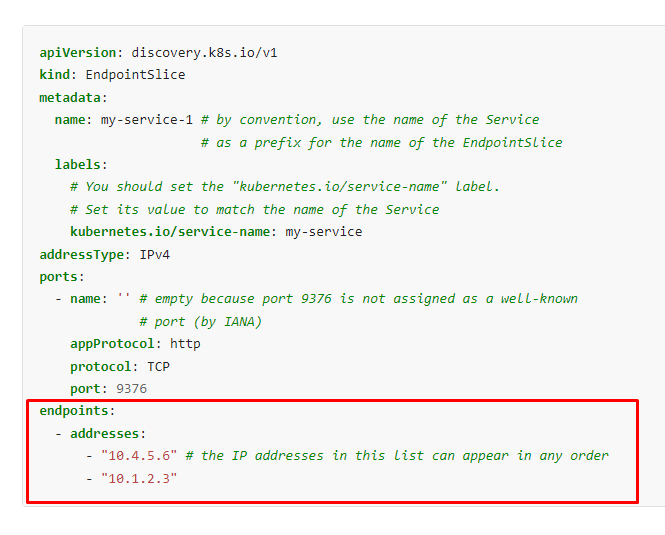 apiVersion: discovery.k8s.io/v1
kind: EndpointSlice
metadata:
  name: my-service-1 # by convention, use the name of the Service
                     # as a prefix for the name of the EndpointSlice
  labels:
    # You should set the "kubernetes.io/service-name" label.
    # Set its value to match the name of the Service
    kubernetes.io/service-name: my-service
addressType: IPv4
ports:
  - name: '' # empty because port 9376 is not assigned as a well-known
             # port (by IANA)
    appProtocol: http
    protocol: TCP
    port: 9376
endpoints:
  - addresses:
      - "10.4.5.6" # the IP addresses in this list can appear in any order
      - "10.1.2.3"